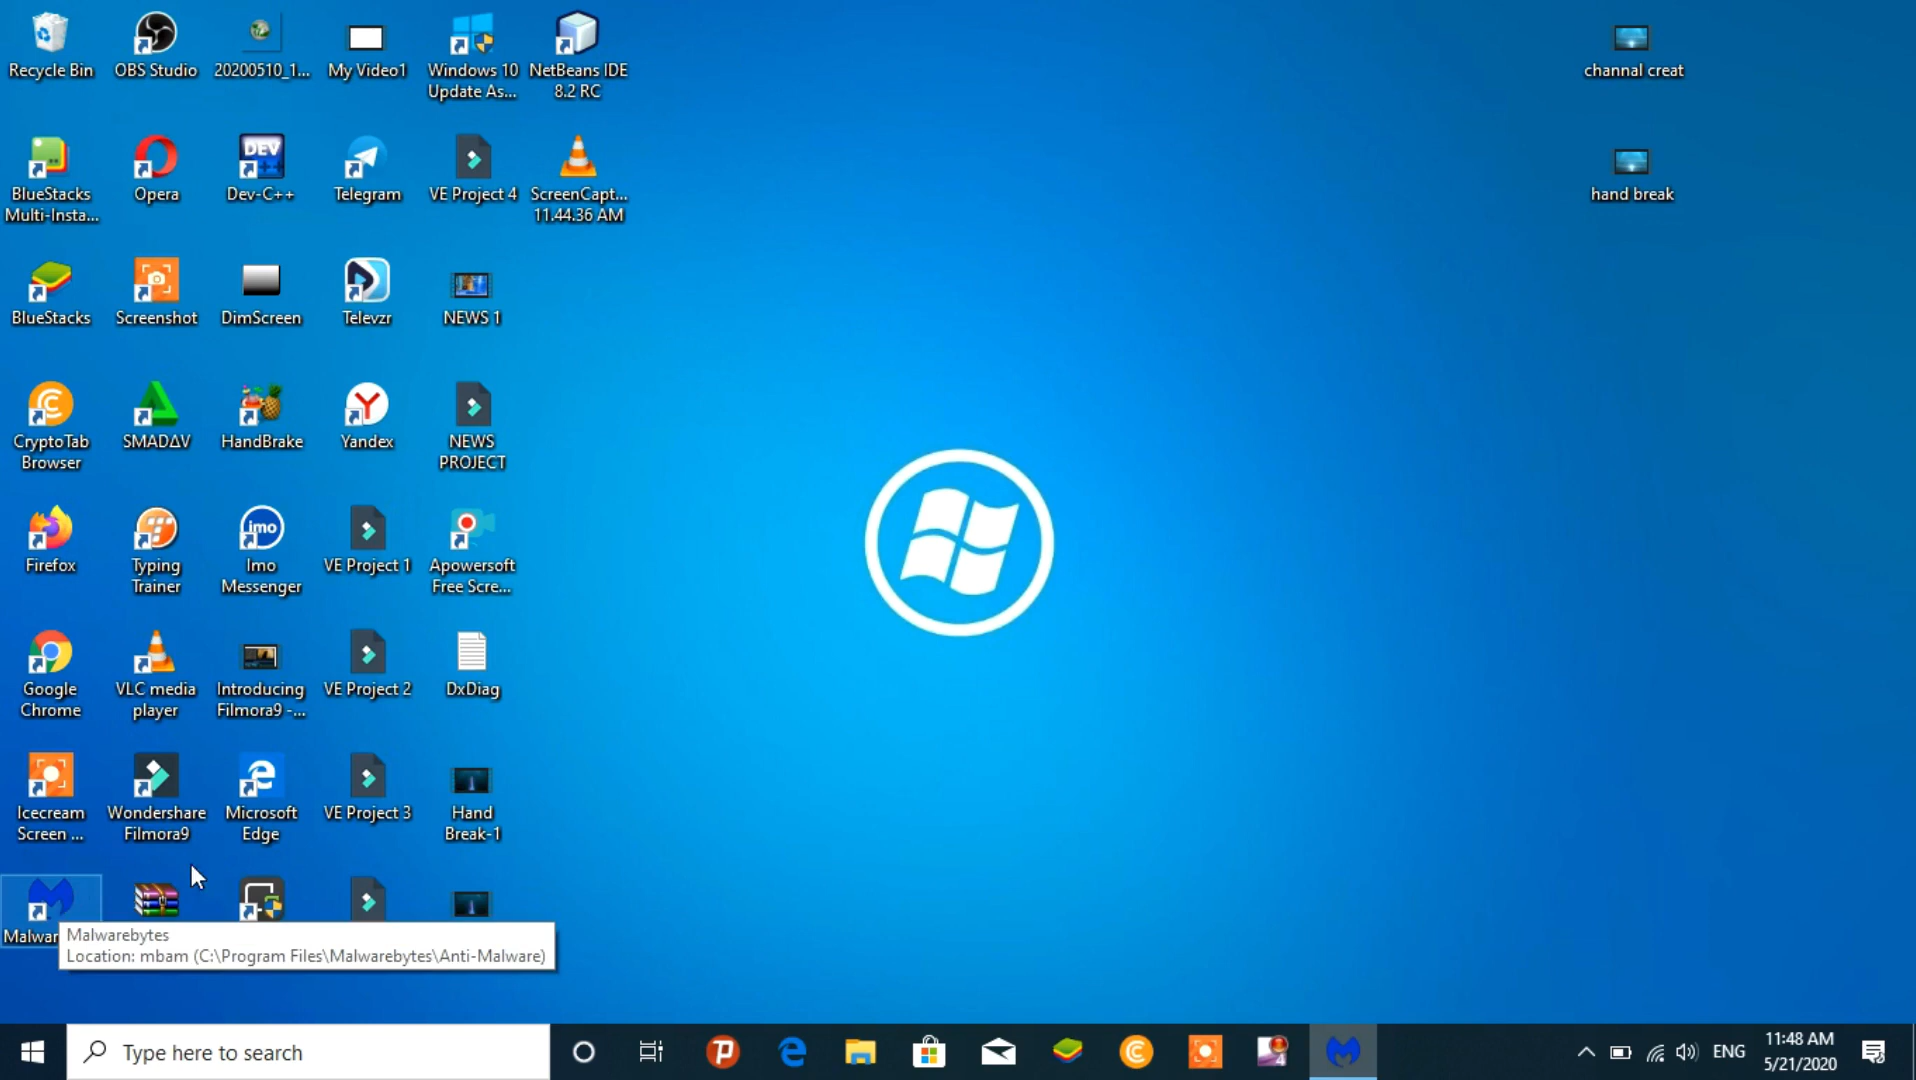 Recycle Bin
OBS Studio
20200510_1...
My Video1
Windows 10
Update As...
NetBeans IDE
8.2 RC
channal creat
BlueStacks
Multi-Insta...
Opera
DEV
Dev-C++
Telegram
VE Project 4
ScreenCapt...
11.44.36 AM
hand break
BlueStacks
Screenshot
DimScreen
Televzr
NEWS 1
CryptoTab
Browser
SMADΔV
HandBrake
Yandex
NEWS
PROJECT
Firefox
Typing
Trainer
imo
Imo
Messenger
VE Project 1
Apowersoft
Free Scre...
Google
Chrome
VLC media
player
Introducing
Filmora9 -...
VE Project 2
DxDiag
Icecream
Screen ...
Wondershare
Filmora9
Microsoft
Edge
VE Project 3
Hand
Break-1
Malwar
Malwarebytes
Location: mbam (C:\Program Files\Malwarebytes\Anti-Malware)
Type here to search
ENG
11:48 AM
5/21/2020